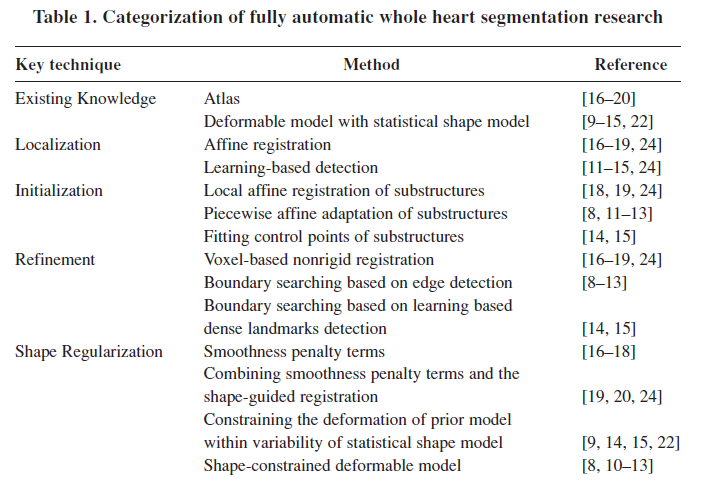 Table 1. Categorization of fully automatic whole heart segmentation research
Key technique Method Reference
Existing Knowledge Atlas [16–20]
Deformable model with statistical shape model [9–15, 22]
Localization Affine registration [16–19, 24]
Learning-based detection [11–15, 24]
Initialization Local affine registration of substructures [18, 19, 24]
Piecewise affine adaptation of substructures [8, 11–13]
Fitting control points of substructures [14, 15]
Refinement Voxel-based nonrigid registration [16–19, 24]
Boundary searching based on edge detection [8–13]
Boundary searching based on learning based
dense landmarks detection [14, 15]
Shape Regularization Smoothness penalty terms [16–18]
Combining smoothness penalty terms and the
shape-guided registration [19, 20, 24]
Constraining the deformation of prior model
within variability of statistical shape model [9, 14, 15, 22]
Shape-constrained deformable model [8, 10–13]